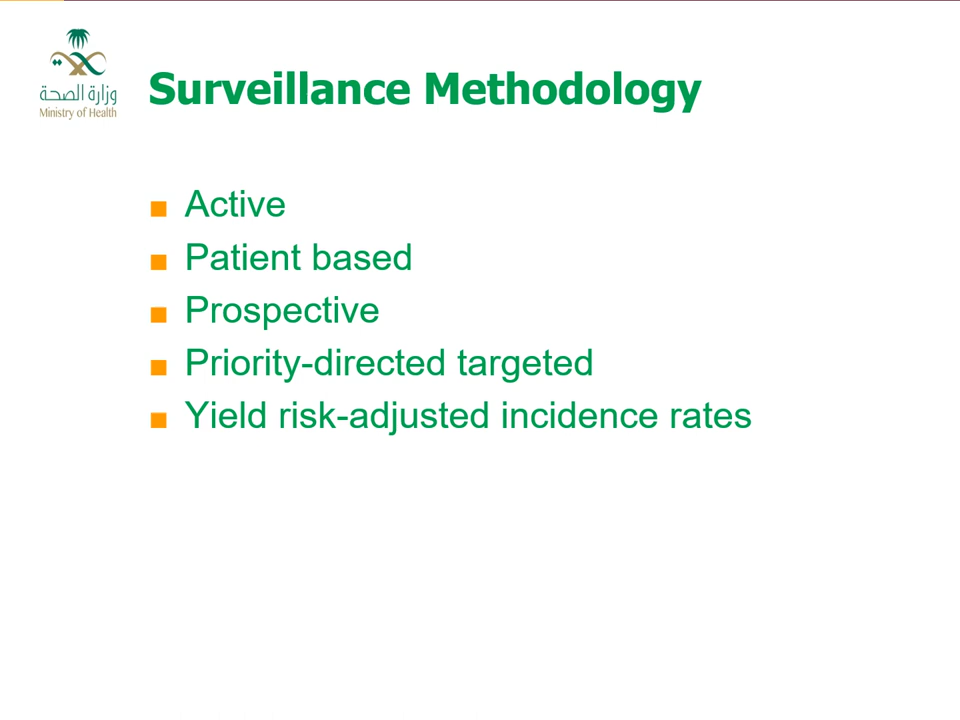 وزارة الصحة
Ministry of Health
Surveillance Methodology
Active
Patient based
Prospective
Priority-directed targeted
Yield risk-adjusted incidence rates